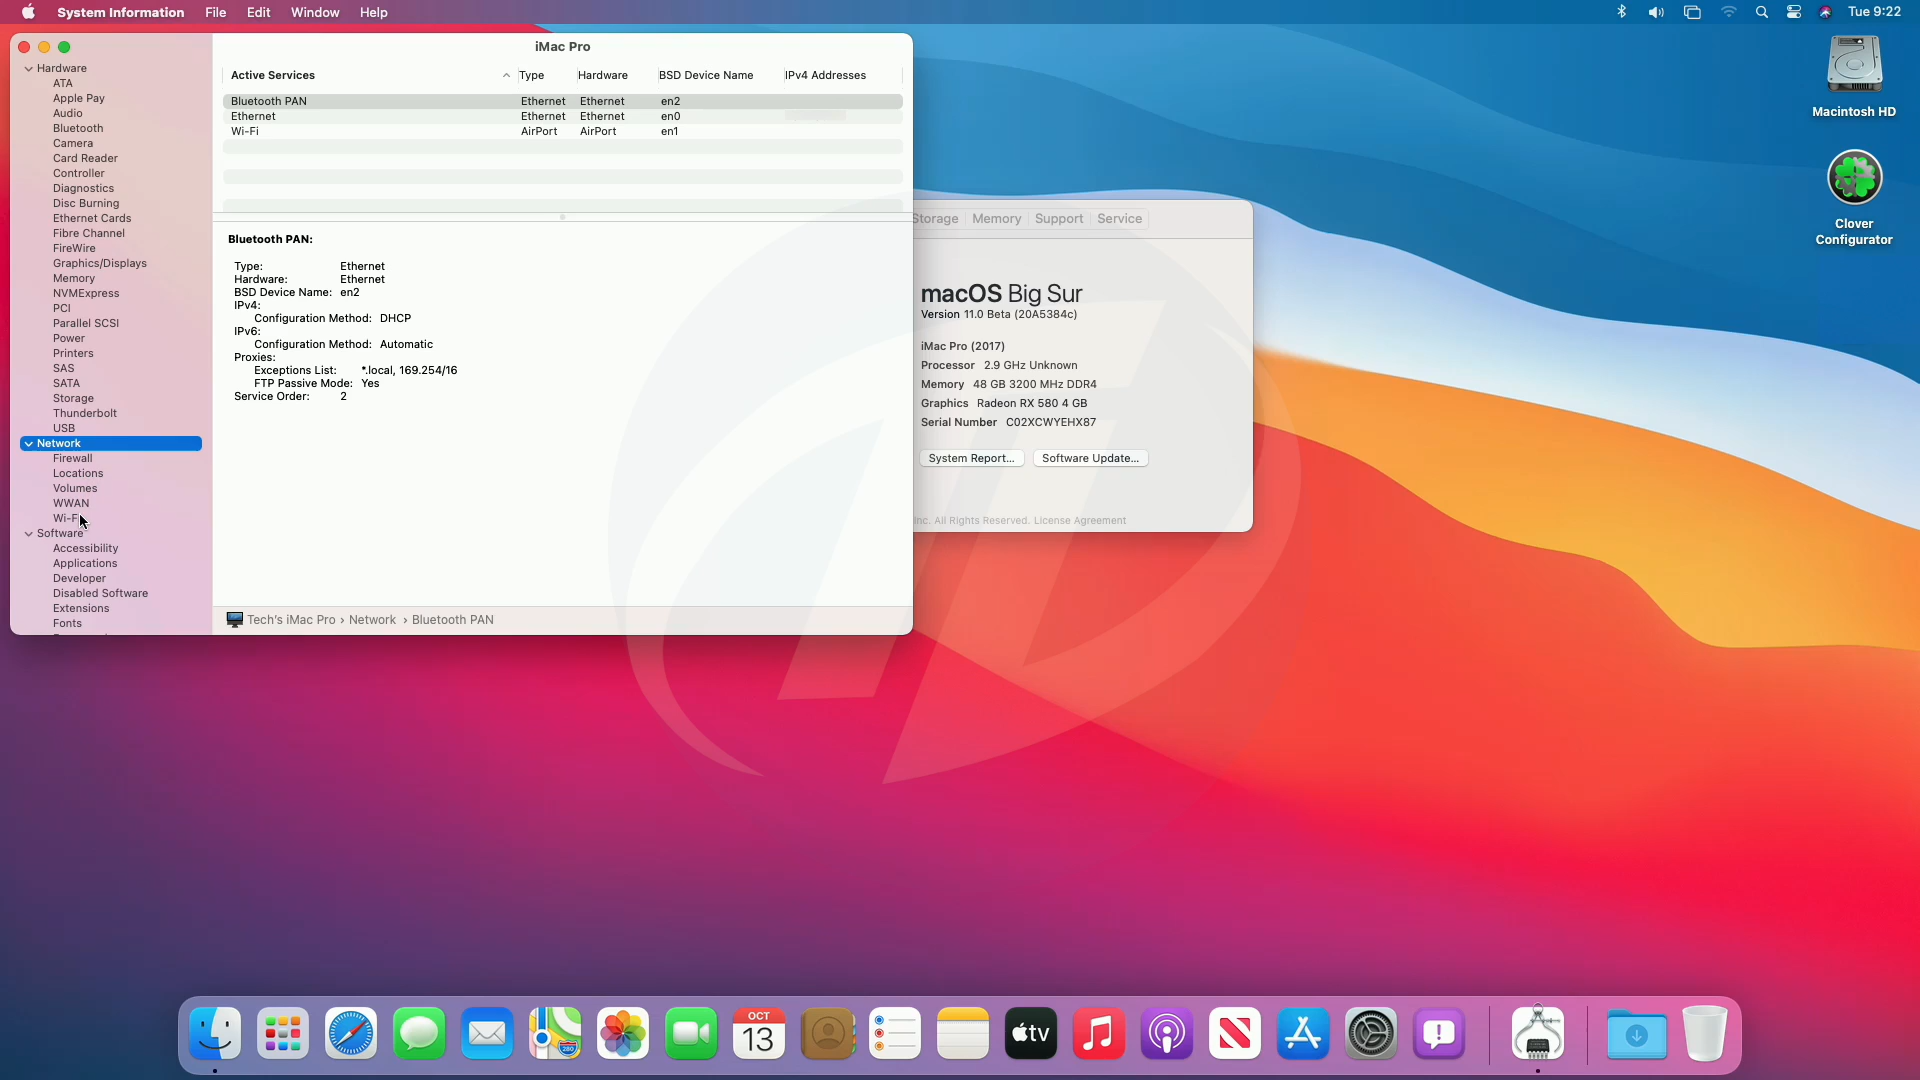 System Information File Edit Window Help
Tue 9:22
iMac Pro
Hardware
ATA
Apple Pay
Audio
Bluetooth
Camera
Card Reader
Controller
Diagnostics
Disc Burning
Ethernet Cards
Fibre Channel
FireWire
Graphics/Displays
Memory
NVMExpress
PCI
Parallel SCSI
Power
Printers
SAS
SATA
Storage
Thunderbolt
USB
Network
Firewall
Locations
Volumes
WWAN
Wi-Fi
Software
Accessibility
Applications
Developer
Disabled Software
Extensions
Fonts
Active Services Type Hardware BSD Device Name IPv4 Addresses
Bluetooth PAN Ethernet Ethernet en2
Ethernet Ethernet Ethernet en0
Wi-Fi AirPort AirPort en1
Bluetooth PAN:
Type: Ethernet
Hardware: Ethernet
BSD Device Name: en2
IPv4:
Configuration Method: DHCP
IPv6:
Configuration Method: Automatic
Proxies:
Exceptions List: *.local, 169.254/16
FTP Passive Mode: Yes
Service Order: 2
Tech's iMac Pro › Network › Bluetooth PAN
Storage Memory Support Service
macOS Big Sur
Version 11.0 Beta (20A5384c)
iMac Pro (2017)
Processor 2.9 GHz Unknown
Memory 48 GB 3200 MHz DDR4
Graphics Radeon RX 580 4 GB
Serial Number C02XCWYEHX87
System Report... Software Update...
Inc. All Rights Reserved. License Agreement
Macintosh HD
Clover
Configurator
280
OCT
13
tv